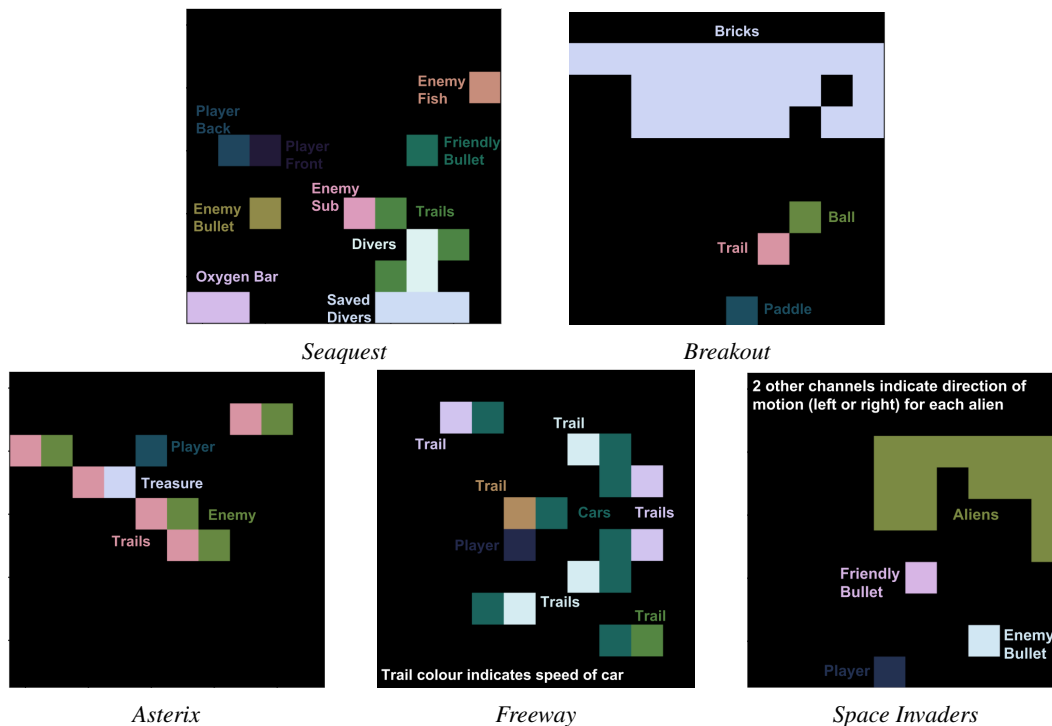 Bricks
Enemy
Fish
Player
Back
Player
Front
Friendly
Bullet
Enemy
Sub
Trails
Enemy
Bullet
Ball
Divers
Trail
Oxygen Bar
Saved
Divers
Paddle
Seaquest
Breakout
2 other channels indicate direction of
motion (left or right) for each alien
Player
Treasure
Enemy
Trails
Trail
Trail
Trail
Cars
Trails
Player
Trails
Trail
Trail colour indicates speed of car
Aliens
Friendly
Bullet
Enemy
Bullet
Player
Asterix
Freeway
Space Invaders